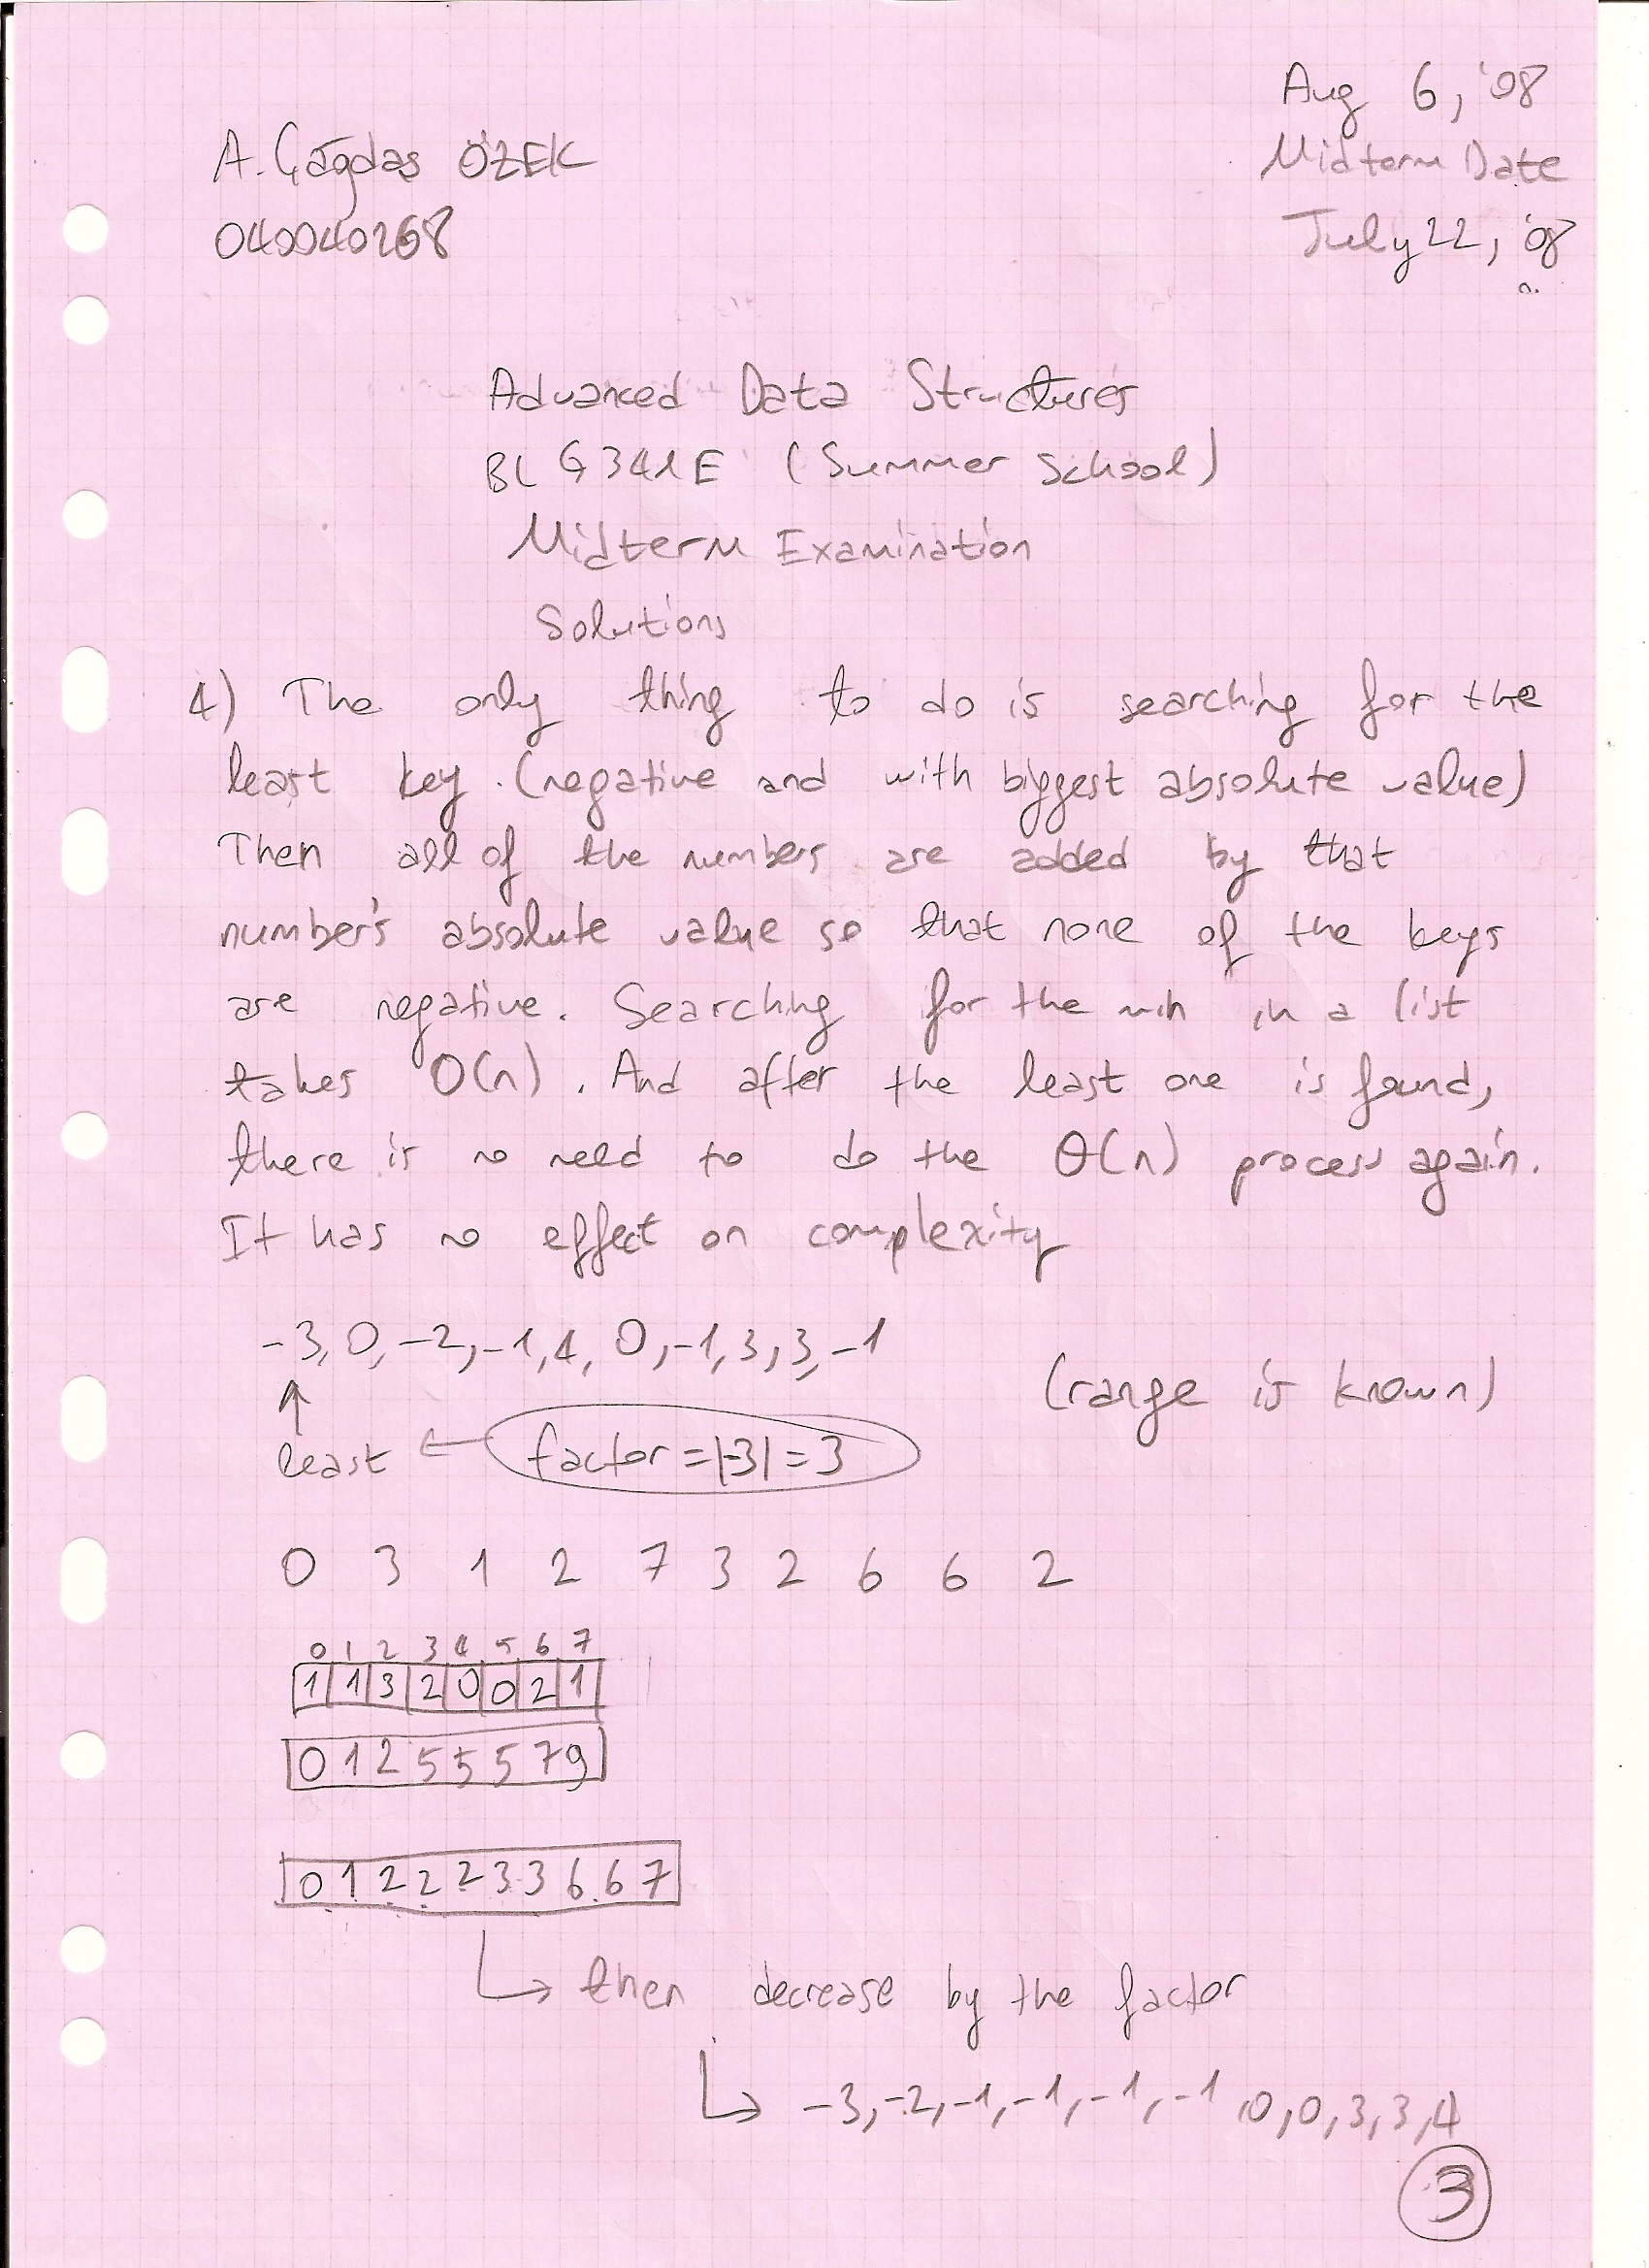 Aug 6, '08
A. Çağdaş ÖZEK
Midterm Date
040040268
July 22, '08
Advanced Data Structures
BLG341E (Summer School)
Midterm Examination
Solutions
4) The only thing to do is searching for the
least key. (negative and with biggest absolute value)
Then all of the numbers are added by that
number's absolute value so that none of the keys
are negative. Searching for the min in a list
takes O(n). And after the least one is found,
there is no need to do the Θ(n) process again.
It has no effect on complexity
-3, 0, -2, -1, 4, 0, -1, 3, 3, -1
(range is known)
least ← factor = |-3| = 3
0 3 1 2 7 3 2 6 6 2
0 1 2 3 4 5 6 7
1 1 3 2 0 0 2 1
0 1 2 5 5 5 7 9
0 1 2 2 2 3 3 6 6 7
then decrease by the factor
-3, -2, -1, -1, -1, -1 ,0, 0, 3, 3, 4
3